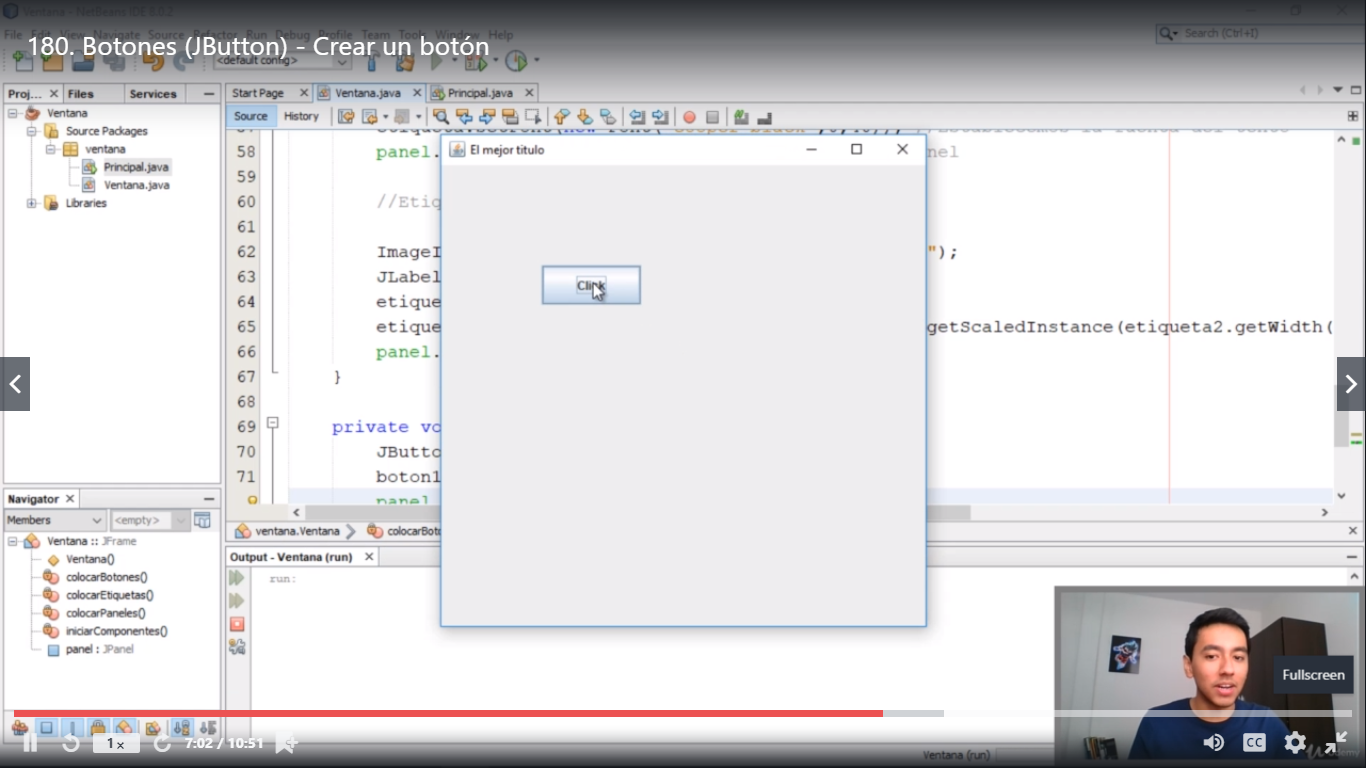 Ventana - NetBeans IDE 8.0.2
File Edit View Navigate Source Refactor Run Debug Profile Team Tools Window Help
180. Botones (JButton) - Crear un botón
Search (Ctrl+I)
<default config>
Proj... Files Services
Start Page Ventana.java Principal.java
Source History
Ventana
Source Packages
ventana
Principal.java
Ventana.java
Libraries
El mejor titulo
Click
58 panel. nel
59
60 //Etiq
61
62 ImageI ");
63 JLabel
64 etique
65 etique getScaledInstance(etiqueta2.getWidth(
66 panel.
67 }
68
69 private vo
70 JButto
71 boton1
panel
ventana.Ventana colocarBoto
Navigator
Members <empty>
Ventana :: JFrame
Ventana()
colocarBotones()
colocarEtiquetas()
colocarPaneles()
iniciarComponentes()
panel : JPanel
Output - Ventana (run)
run:
Fullscreen
1x 7:02 / 10:51
CC
Ventana (run)
Udemy